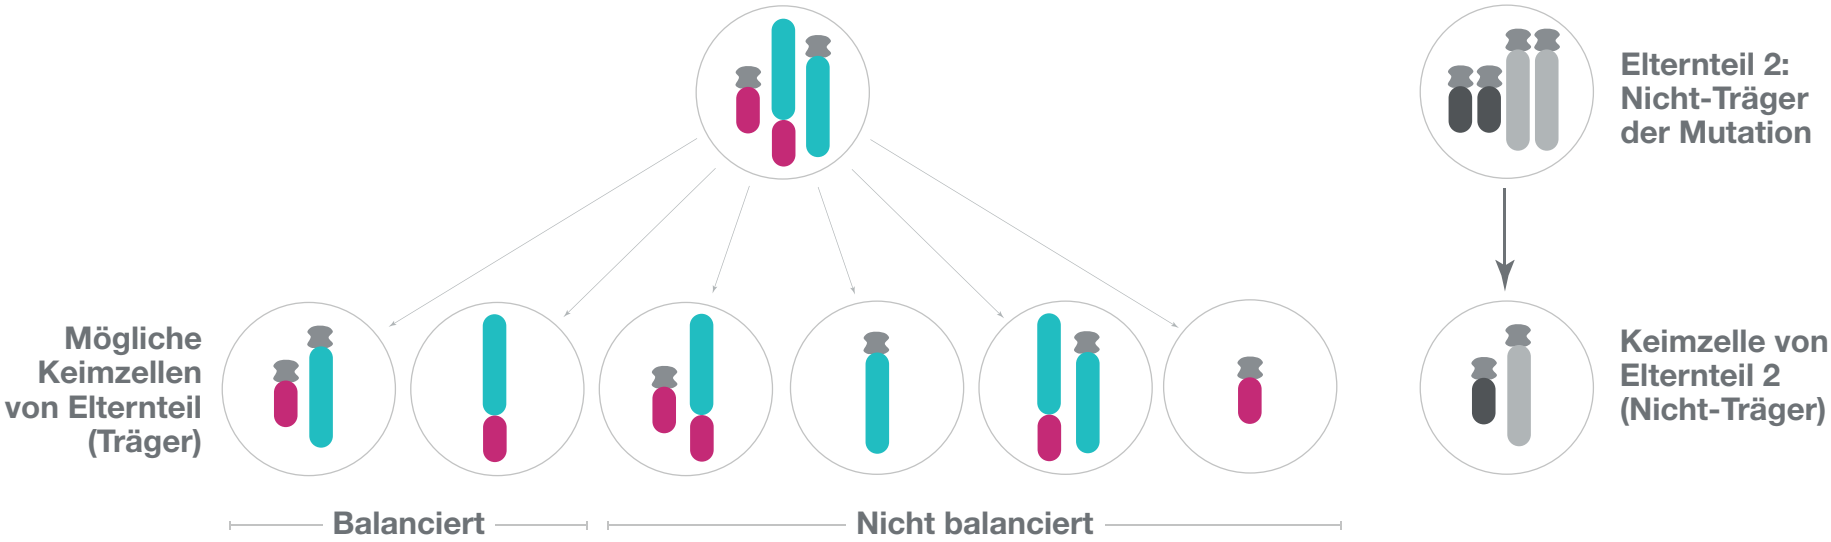 Elternteil 2:
Nicht-Träger
der Mutation
Mögliche
Keimzellen
von Elternteil
(Träger)
Keimzelle von
Elternteil 2
(Nicht-Träger)
Balanciert
Nicht balanciert